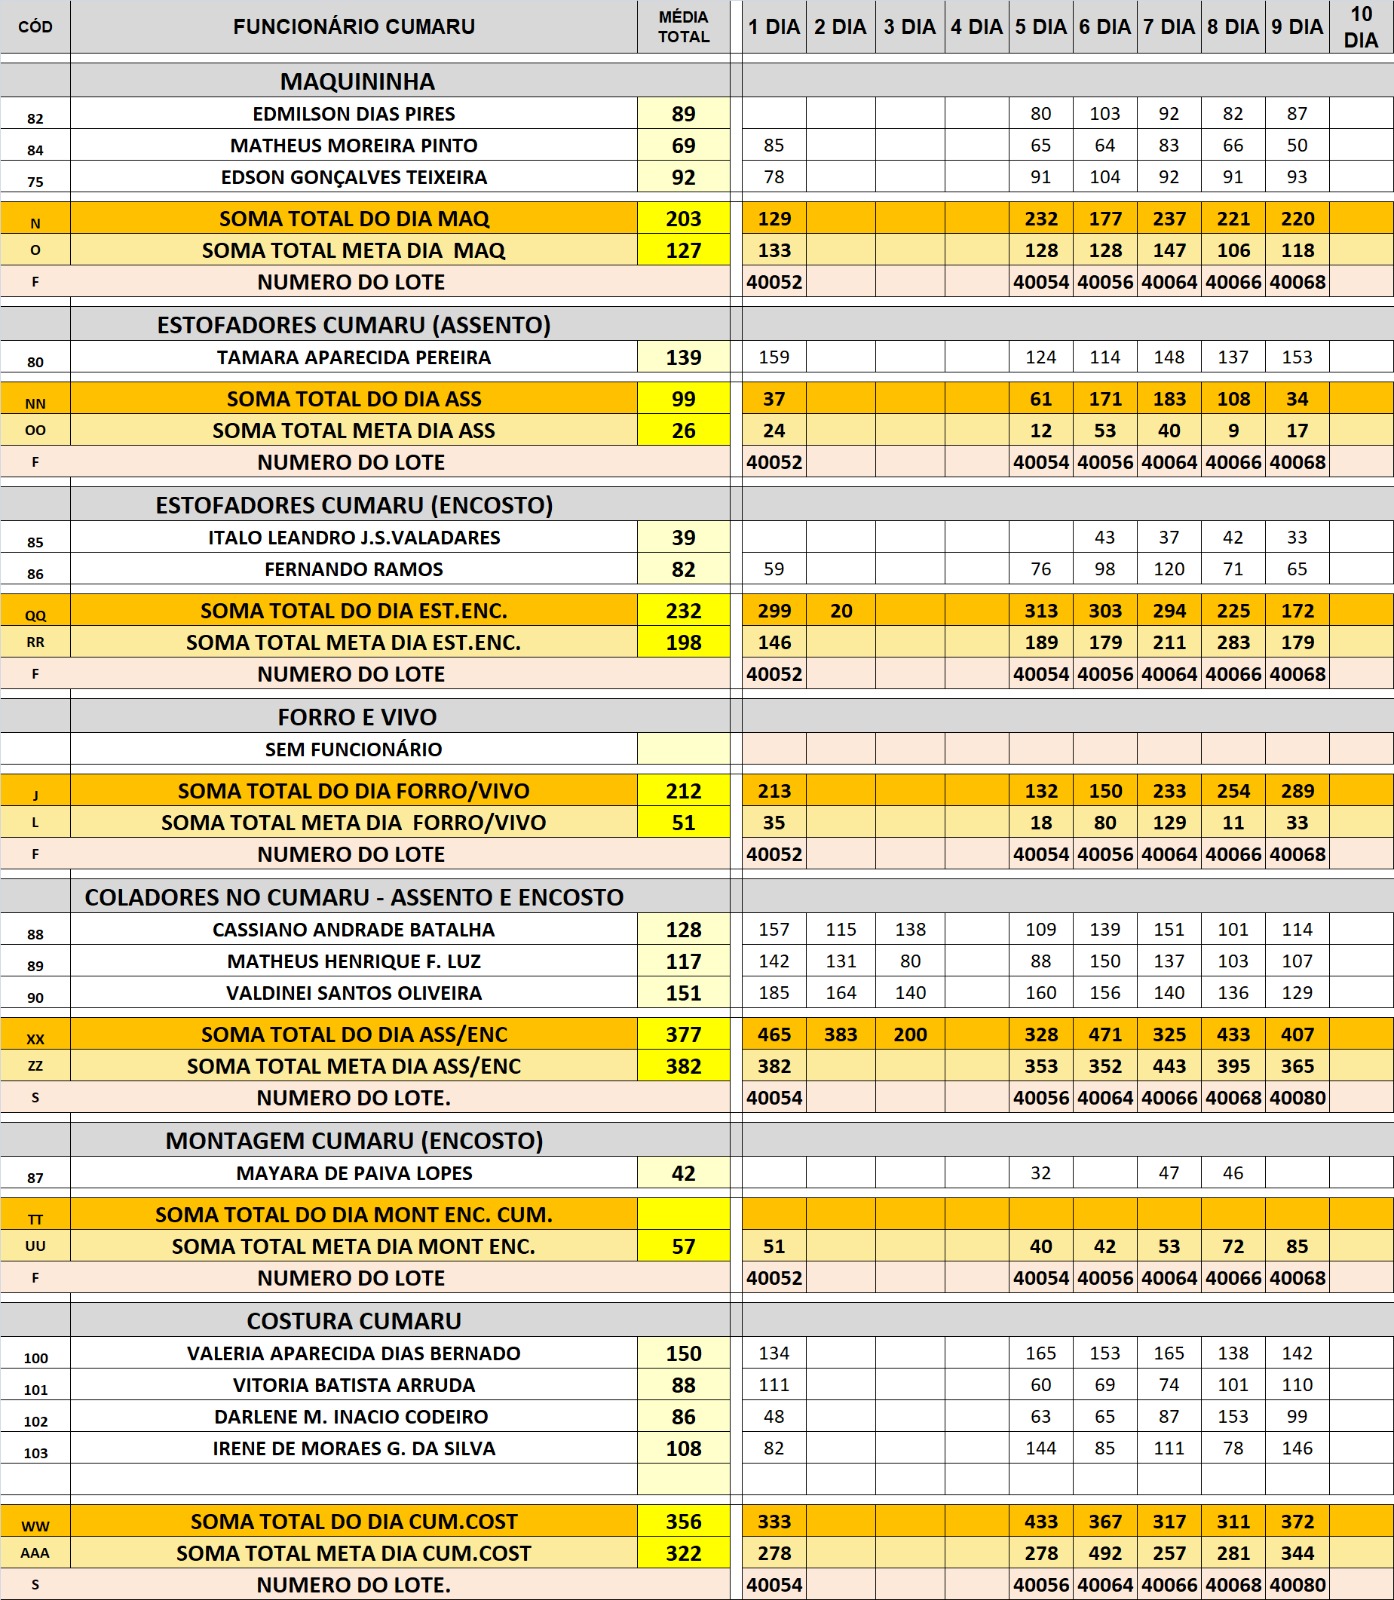 CÓD FUNCIONÁRIO CUMARU MÉDIA TOTAL 1 DIA 2 DIA 3 DIA 4 DIA 5 DIA 6 DIA 7 DIA 8 DIA 9 DIA 10 DIA
MAQUININHA
82 EDMILSON DIAS PIRES 89 80 103 92 82 87
84 MATHEUS MOREIRA PINTO 69 85 65 64 83 66 50
75 EDSON GONÇALVES TEIXEIRA 92 78 91 104 92 91 93
N SOMA TOTAL DO DIA MAQ 203 129 232 177 237 221 220
O SOMA TOTAL META DIA MAQ 127 133 128 128 147 106 118
F NUMERO DO LOTE 40052 40054 40056 40064 40066 40068
ESTOFADORES CUMARU (ASSENTO)
80 TAMARA APARECIDA PEREIRA 139 159 124 114 148 137 153
NN SOMA TOTAL DO DIA ASS 99 37 61 171 183 108 34
OO SOMA TOTAL META DIA ASS 26 24 12 53 40 9 17
F NUMERO DO LOTE 40052 40054 40056 40064 40066 40068
ESTOFADORES CUMARU (ENCOSTO)
85 ITALO LEANDRO J.S.VALADARES 39 43 37 42 33
86 FERNANDO RAMOS 82 59 76 98 120 71 65
QQ SOMA TOTAL DO DIA EST.ENC. 232 299 20 313 303 294 225 172
RR SOMA TOTAL META DIA EST.ENC. 198 146 189 179 211 283 179
F NUMERO DO LOTE 40052 40054 40056 40064 40066 40068
FORRO E VIVO
SEM FUNCIONÁRIO
J SOMA TOTAL DO DIA FORRO/VIVO 212 213 132 150 233 254 289
L SOMA TOTAL META DIA FORRO/VIVO 51 35 18 80 129 11 33
F NUMERO DO LOTE 40052 40054 40056 40064 40066 40068
COLADORES NO CUMARU - ASSENTO E ENCOSTO
88 CASSIANO ANDRADE BATALHA 128 157 115 138 109 139 151 101 114
89 MATHEUS HENRIQUE F. LUZ 117 142 131 80 88 150 137 103 107
90 VALDINEI SANTOS OLIVEIRA 151 185 164 140 160 156 140 136 129
XX SOMA TOTAL DO DIA ASS/ENC 377 465 383 200 328 471 325 433 407
ZZ SOMA TOTAL META DIA ASS/ENC 382 382 353 352 443 395 365
S NUMERO DO LOTE. 40054 40056 40064 40066 40068 40080
MONTAGEM CUMARU (ENCOSTO)
87 MAYARA DE PAIVA LOPES 42 32 47 46
TT SOMA TOTAL DO DIA MONT ENC. CUM.
UU SOMA TOTAL META DIA MONT ENC. 57 51 40 42 53 72 85
F NUMERO DO LOTE 40052 40054 40056 40064 40066 40068
COSTURA CUMARU
100 VALERIA APARECIDA DIAS BERNADO 150 134 165 153 165 138 142
101 VITORIA BATISTA ARRUDA 88 111 60 69 74 101 110
102 DARLENE M. INACIO CODEIRO 86 48 63 65 87 153 99
103 IRENE DE MORAES G. DA SILVA 108 82 144 85 111 78 146
WW SOMA TOTAL DO DIA CUM.COST 356 333 433 367 317 311 372
AAA SOMA TOTAL META DIA CUM.COST 322 278 278 492 257 281 344
S NUMERO DO LOTE. 40054 40056 40064 40066 40068 40080